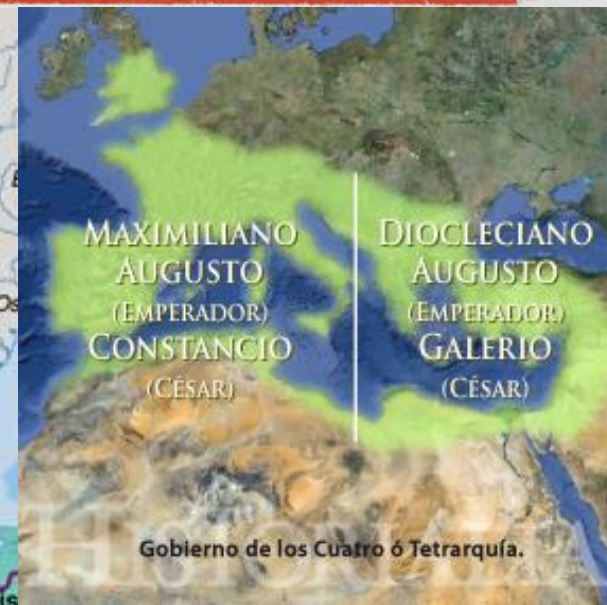 MAXIMILIANO
AUGUSTO
(EMPERADOR)
CONSTANCIO
(CÉSAR)
DIOCLECIANO
AUGUSTO
(EMPERADOR)
GALERIO
(CÉSAR)
Gobierno de los Cuatro ó Tetrarquía.